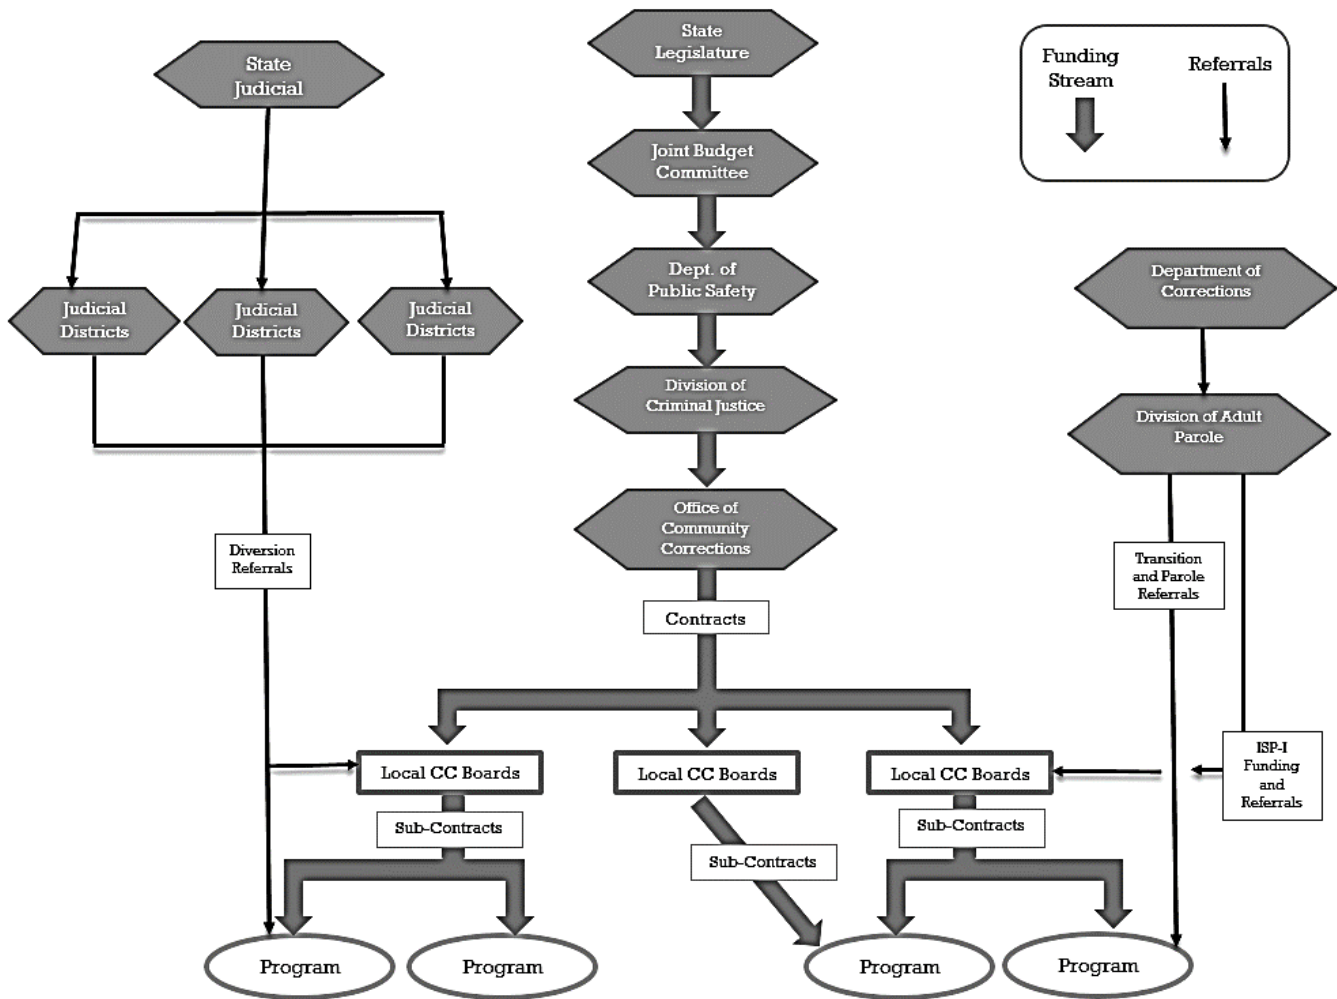 State
Judicial
State
Legislature
Funding
Stream
Referrals
Joint Budget
Committee
Dept. of
Public Safety
Department of
Corrections
Judicial
Districts
Judicial
Districts
Judicial
Districts
Division of
Criminal Justice
Division of Adult
Parole
Office of
Community
Corrections
Diversion
Referrals
Transition
and Parole
Referrals
Contracts
ISP-I
Funding
and
Referrals
Local CC Boards
Local CC Boards
Local CC Boards
Sub-Contracts
Sub-Contracts
Sub-Contracts
Program
Program
Program
Program